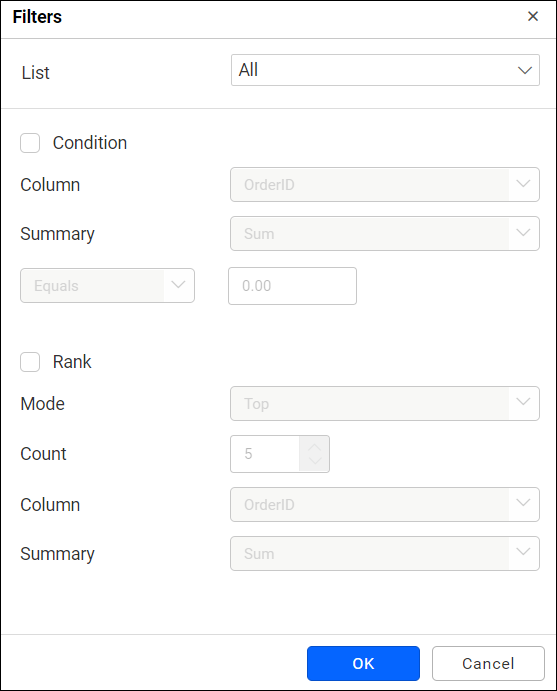 Filters
List All
Condition
Column OrderID
Summary Sum
Equals 0.00
Rank
Mode Top
Count 5
Column OrderID
Summary Sum
OK Cancel